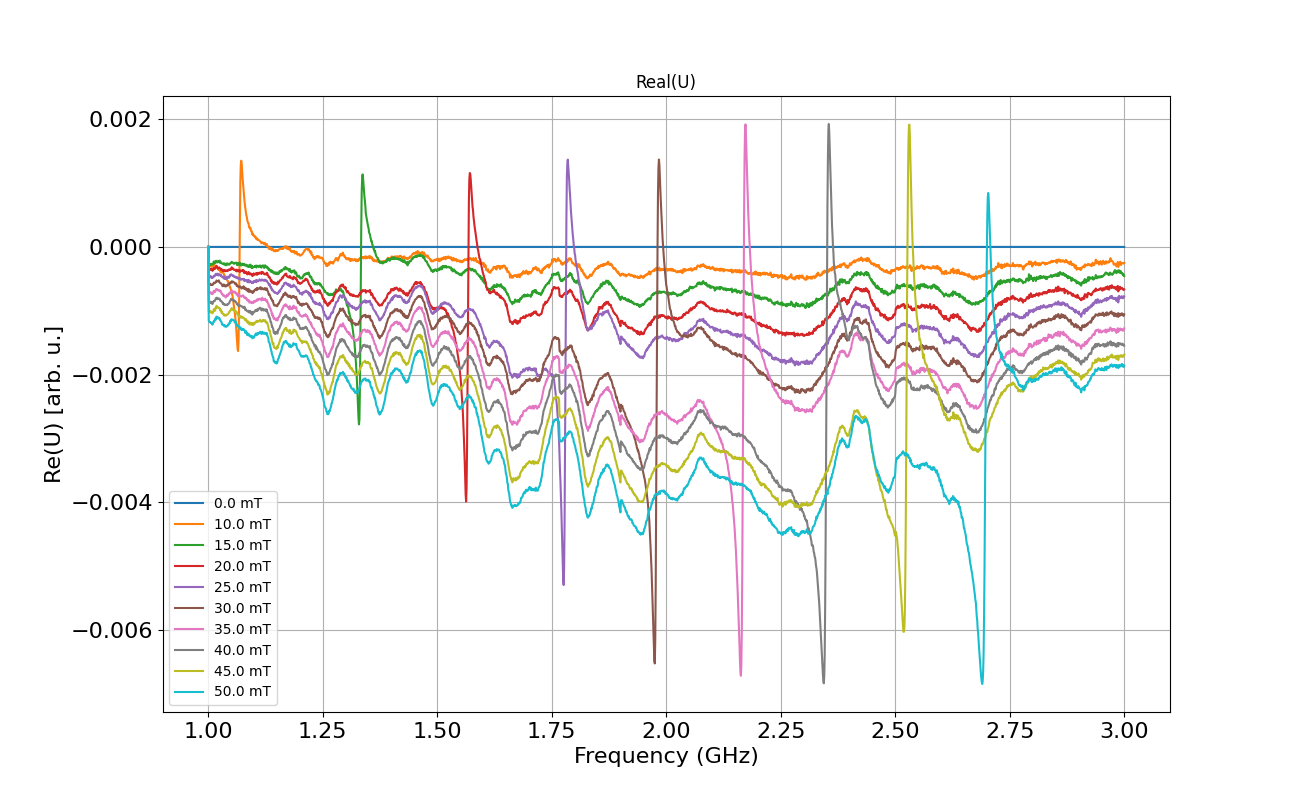 Real(U)
0.002
0.000
−0.002
−0.004
−0.006
Re(U) [arb. u.]
0.0 mT
10.0 mT
15.0 mT
20.0 mT
25.0 mT
30.0 mT
35.0 mT
40.0 mT
45.0 mT
50.0 mT
1.00 1.25 1.50 1.75 2.00 2.25 2.50 2.75 3.00
Frequency (GHz)